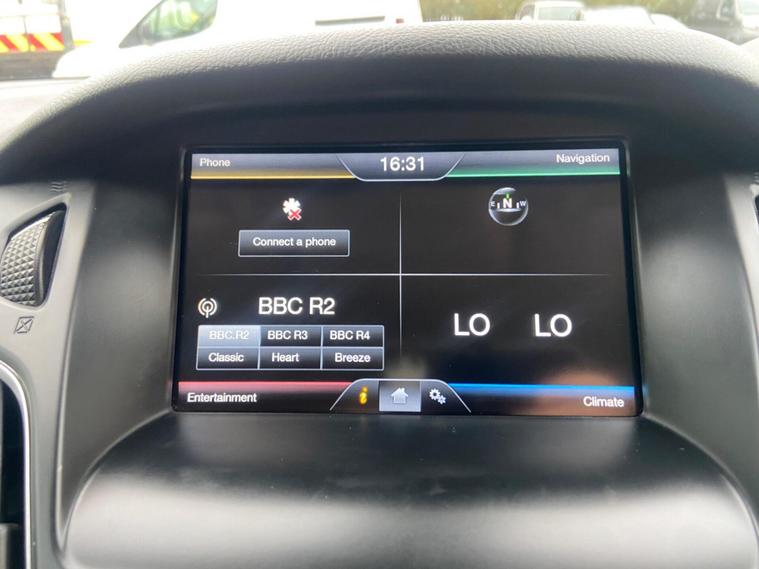 Phone 16:31 Navigation
Connect a phone
E N W
BBC R2
BBC R2 BBC R3 BBC R4
Classic Heart Breeze
LO LO
Entertainment i Climate